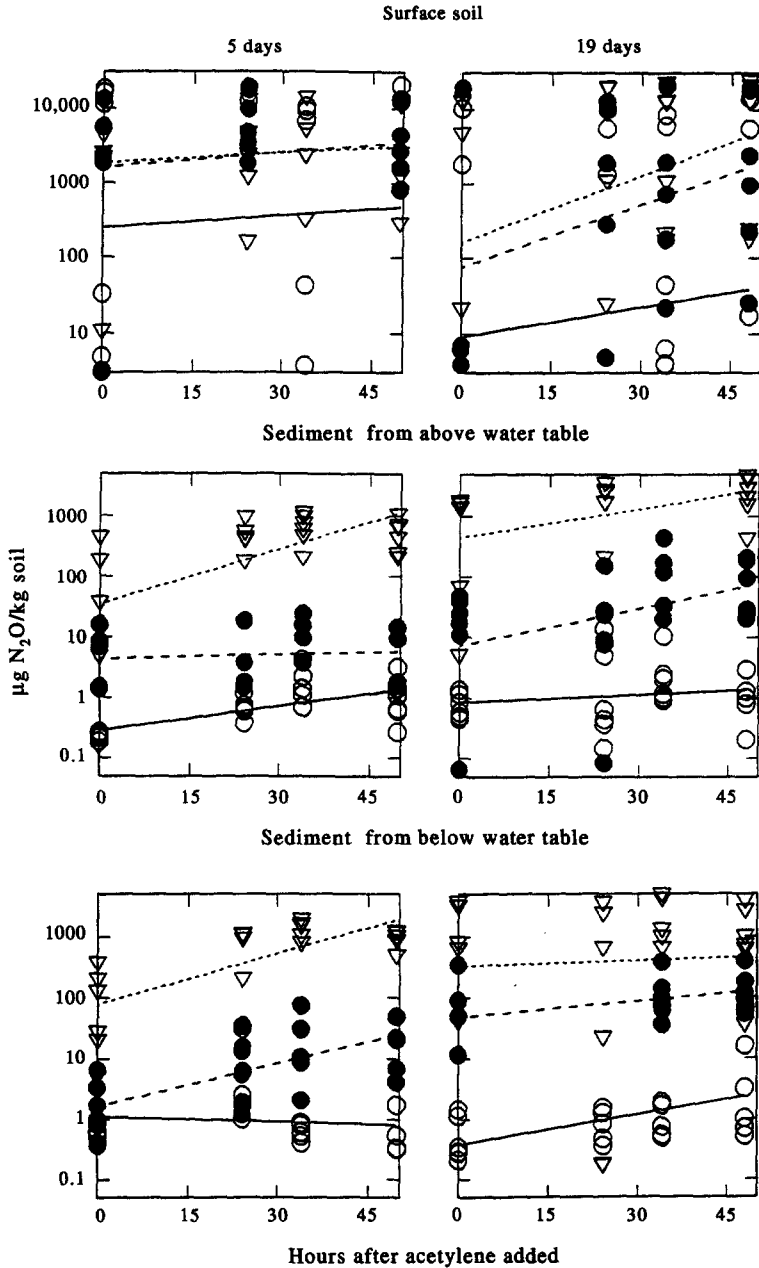 Surface soil
5 days 19 days
10,000
1000
100
10
0 15 30 45 0 15 30 45
Sediment from above water table
1000
100
10
1
0.1
µg N₂O/kg soil
0 15 30 45 0 15 30 45
Sediment from below water table
1000
100
10
1
0.1
0 15 30 45 0 15 30 45
Hours after acetylene added